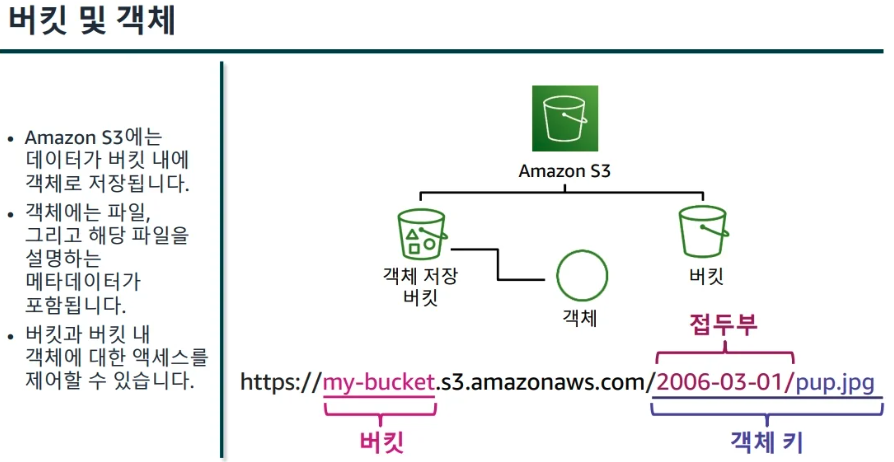 버킷 및 객체
• Amazon S3에는
데이터가 버킷 내에
객체로 저장됩니다.
• 객체에는 파일,
그리고 해당 파일을
설명하는
메타데이터가
포함됩니다.
• 버킷과 버킷 내
객체에 대한 액세스를
제어할 수 있습니다.
Amazon S3
객체 저장
버킷
객체
버킷
접두부
https://my-bucket.s3.amazonaws.com/2006-03-01/pup.jpg
버킷
객체 키